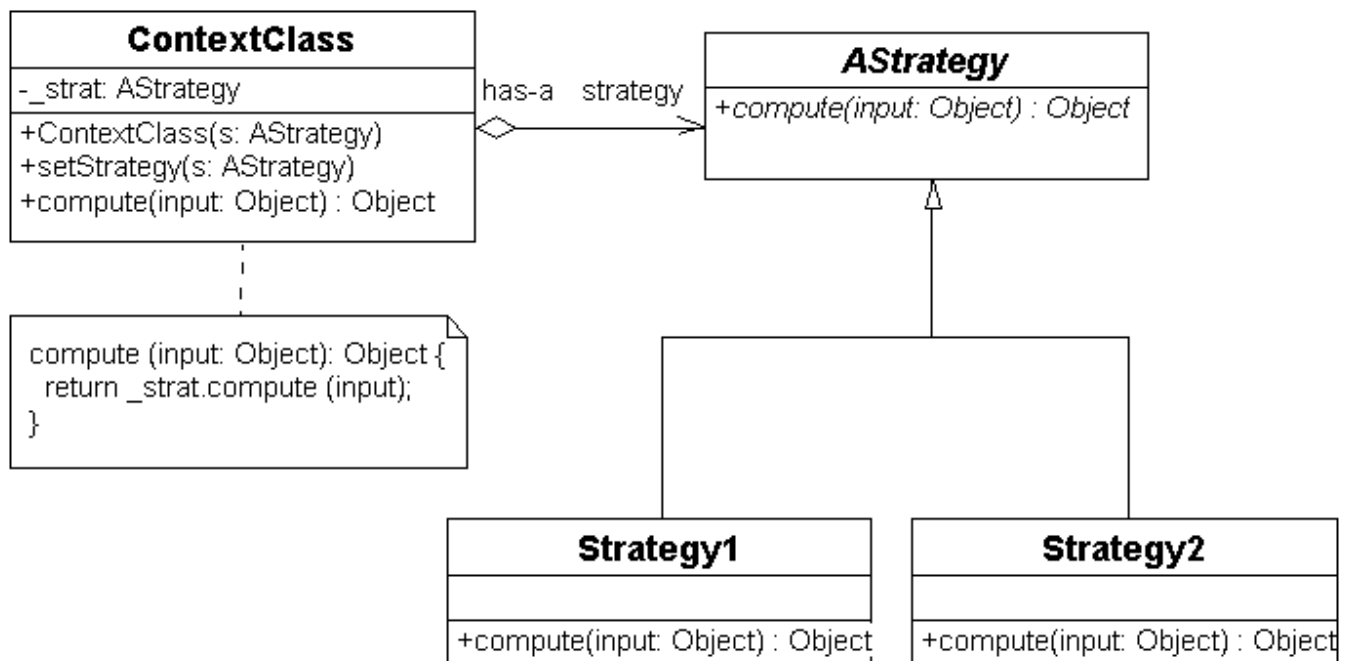 ContextClass
-_strat: AStrategy
+ContextClass(s: AStrategy)
+setStrategy(s: AStrategy)
+compute(input: Object) : Object
has-a strategy
AStrategy
+compute(input: Object) : Object
compute (input: Object): Object {
return _strat.compute (input);
}
Strategy1
+compute(input: Object) : Object
Strategy2
+compute(input: Object) : Object